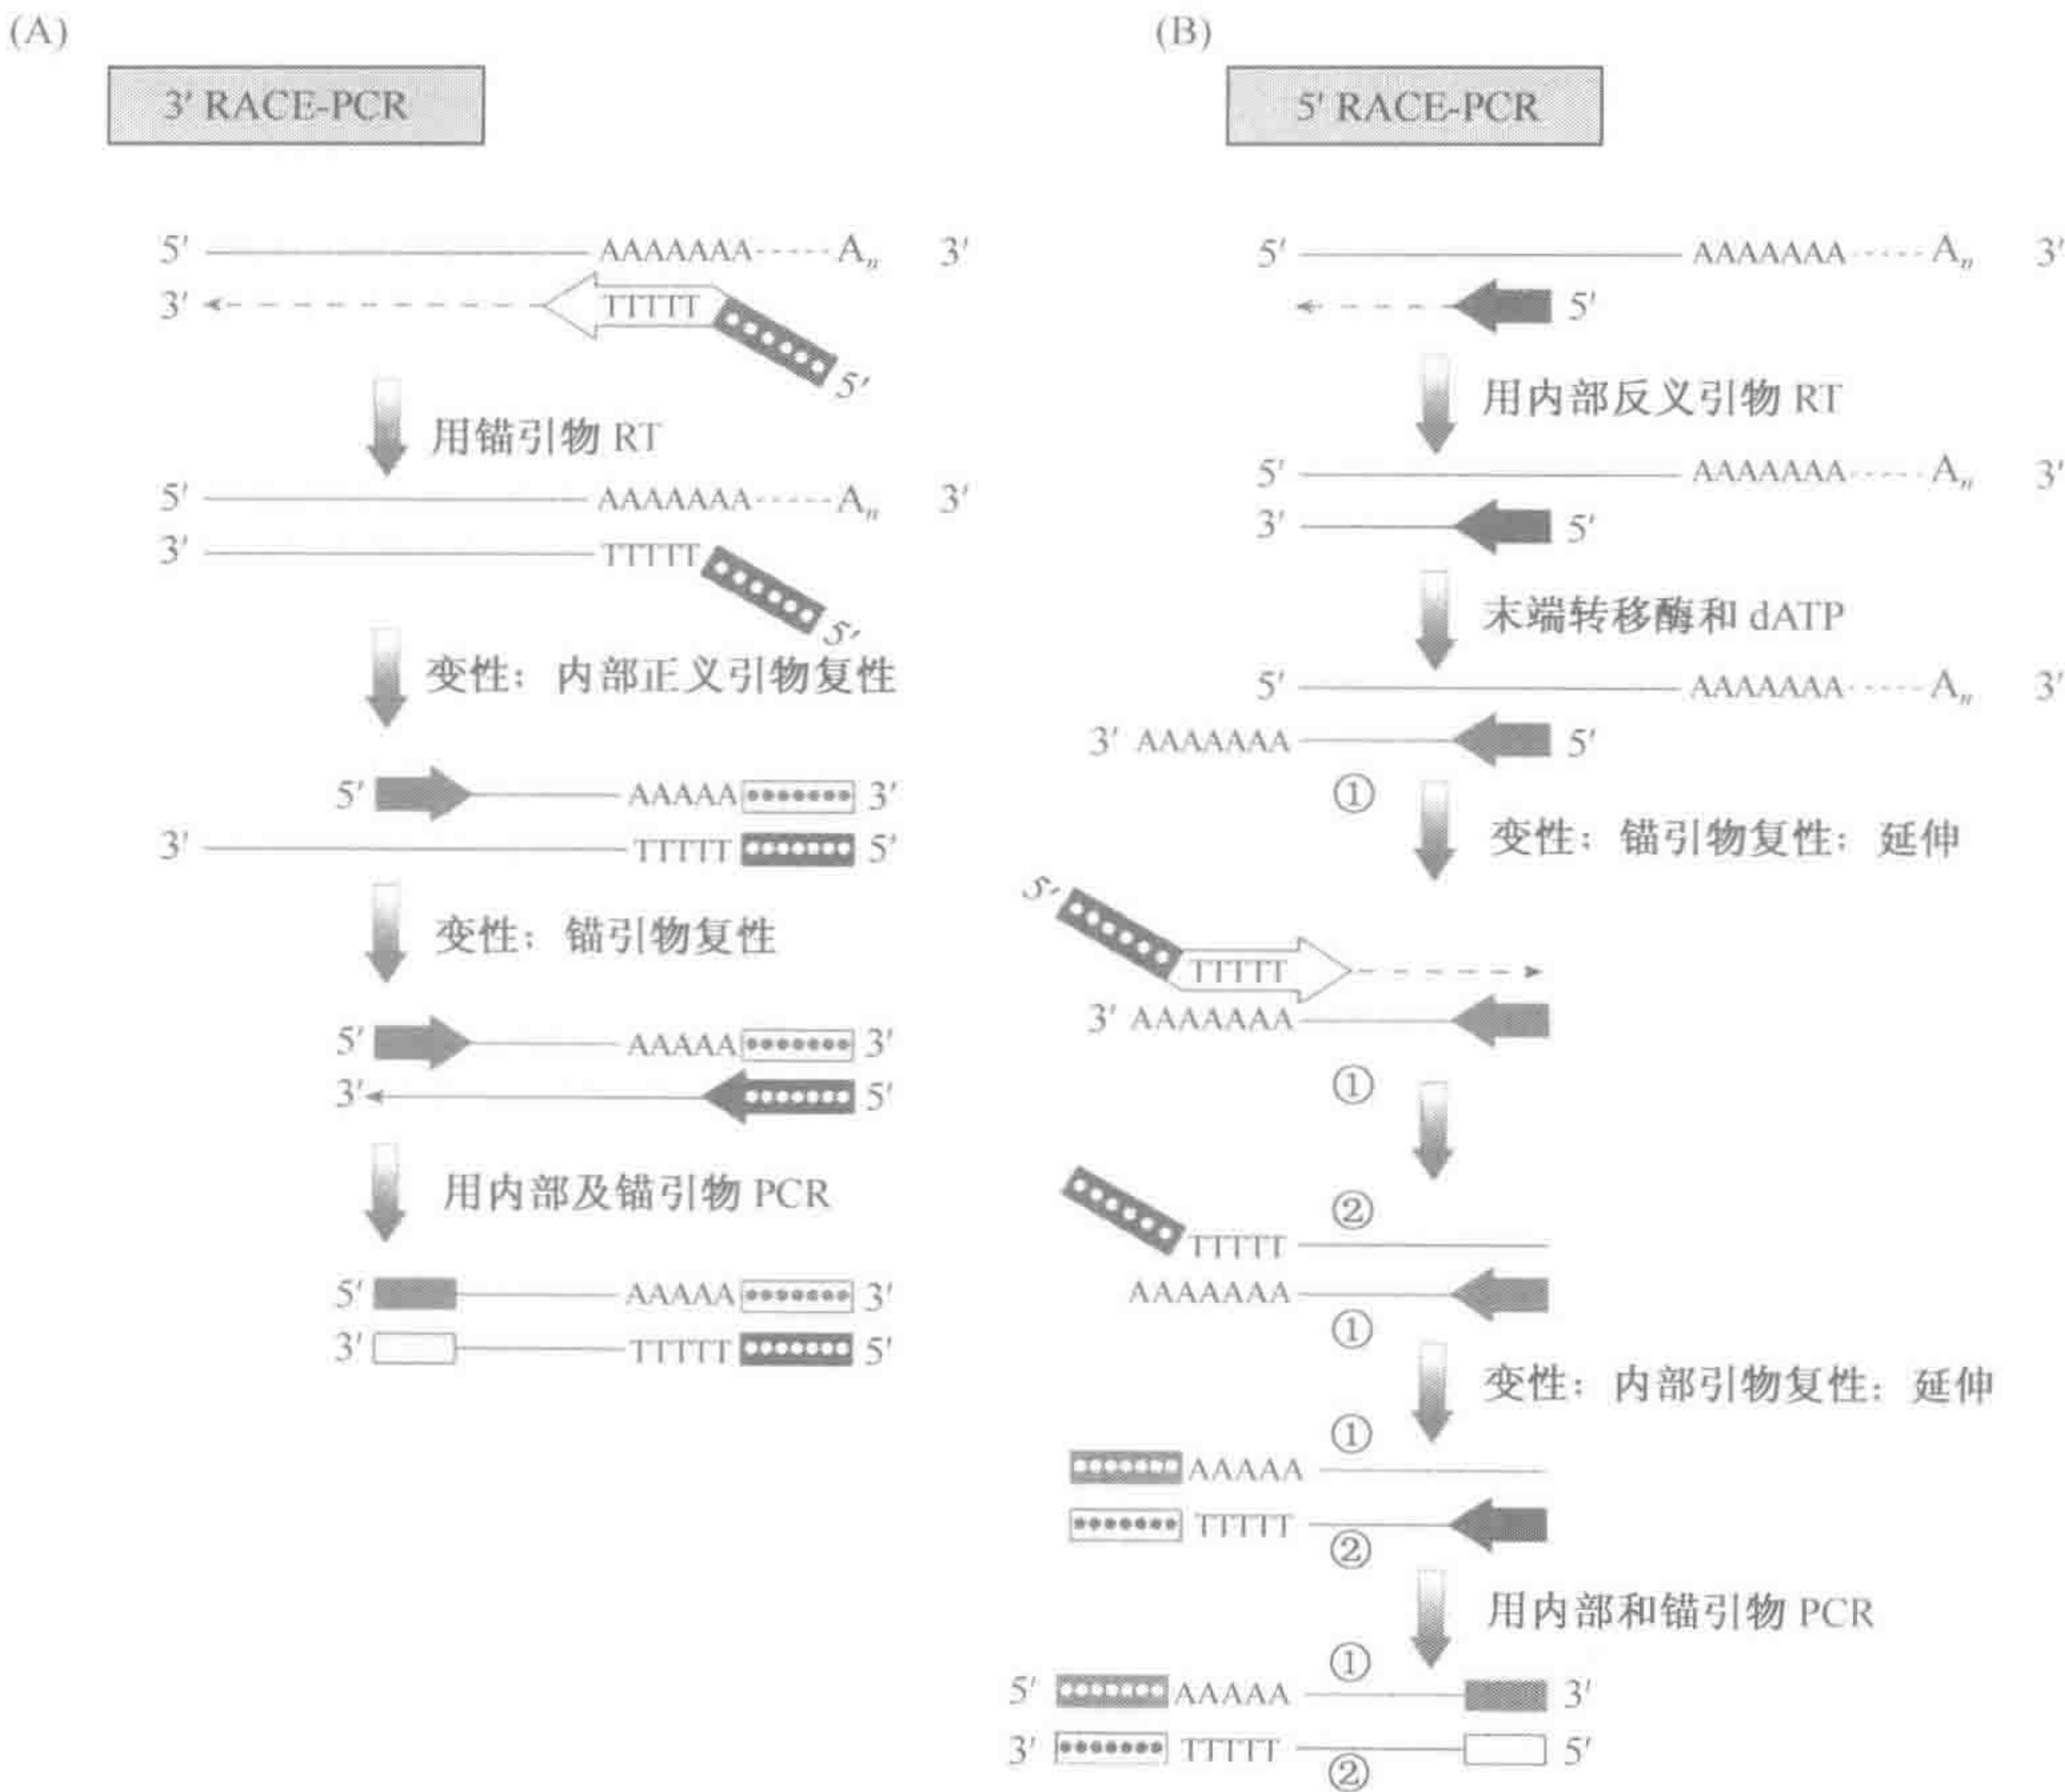 (A)
3′ RACE-PCR
5′ AAAAAAA----Aₙ 3′
3′ TTTTT 5′
用锚引物 RT
5′ AAAAAAA----Aₙ 3′
3′ TTTTT 5′
变性；内部正义引物复性
5′ AAAAA 3′
3′ TTTTT 5′
变性；锚引物复性
5′ AAAAA 3′
3′ 5′
用内部及锚引物 PCR
5′ AAAAA 3′
3′ TTTTT 5′
(B)
5′ RACE-PCR
5′ AAAAAAA----Aₙ 3′
5′
用内部反义引物 RT
5′ AAAAAAA----Aₙ 3′
3′ 5′
末端转移酶和 dATP
5′ AAAAAAA----Aₙ 3′
3′ AAAAAAA 5′
①
变性；锚引物复性；延伸
5′ TTTTT
3′ AAAAAAA
①
②
TTTTT
AAAAAAA
①
变性；内部引物复性；延伸
①
AAAAA
TTTTT
②
用内部和锚引物 PCR
①
5′ AAAAA 3′
3′ TTTTT 5′
②